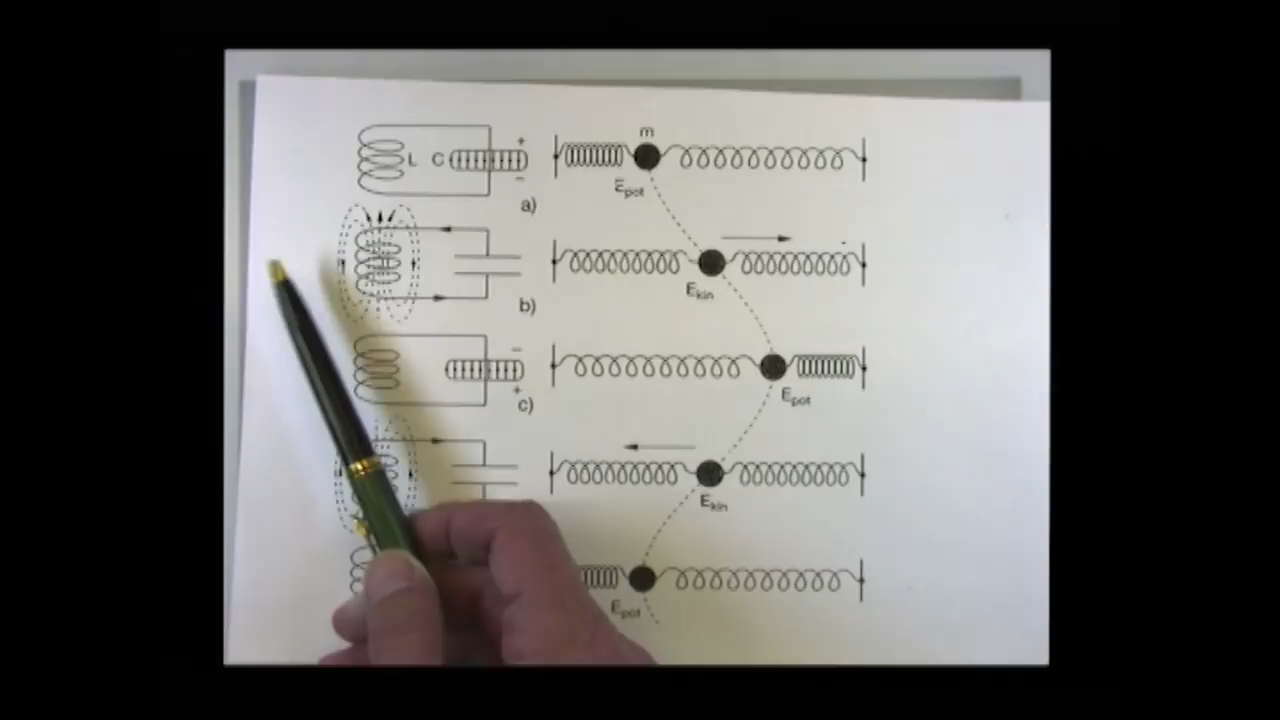 m
+
L C
−
E_pot
a)
E_kin
b)
−
+
E_pot
c)
E_kin
E_pot